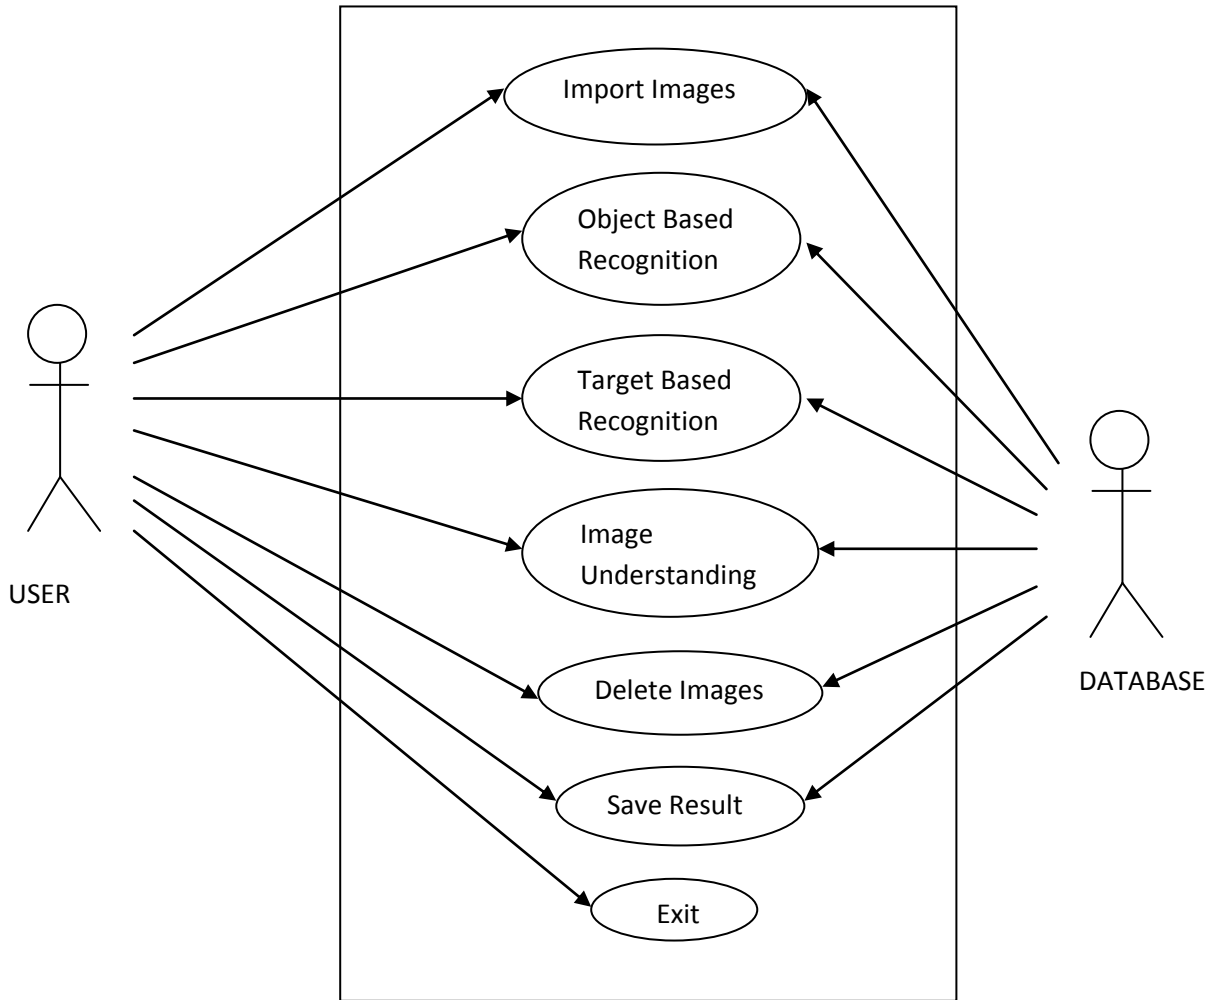 Import Images
Object Based
Recognition
Target Based
Recognition
Image
Understanding
USER
Delete Images
DATABASE
Save Result
Exit